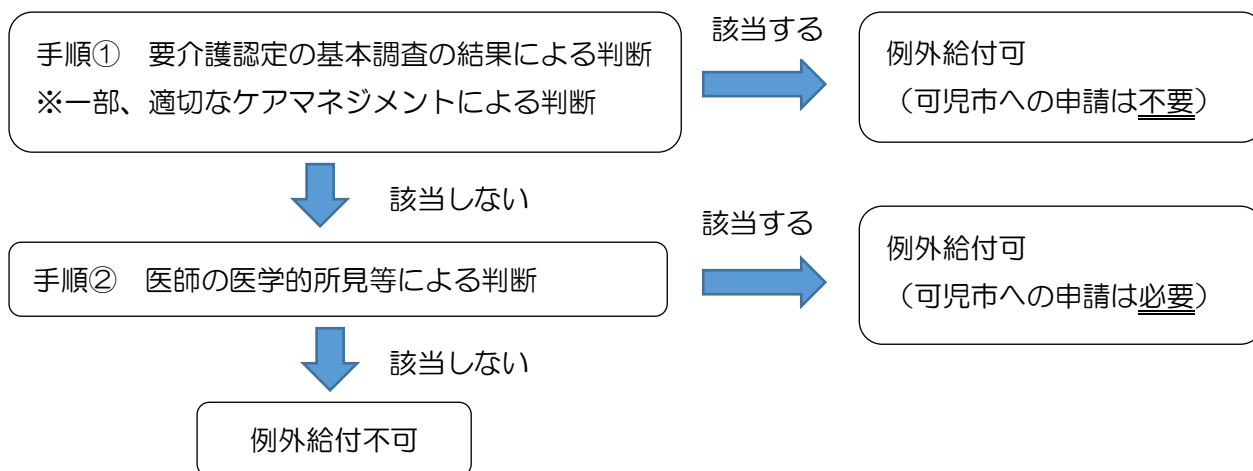 手順① 要介護認定の基本調査の結果による判断
※一部、適切なケアマネジメントによる判断
該当する
例外給付可
（可児市への申請は不要）
該当しない
手順② 医師の医学的所見等による判断
該当する
例外給付可
（可児市への申請は必要）
該当しない
例外給付不可